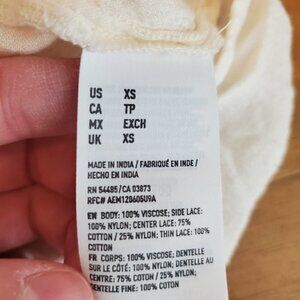 US XS
CA TP
MX EXCH
UK XS
MADE IN INDIA / FABRIQUÉ EN INDE /
HECHO EN INDIA
RN 54485/CA 03873
RFC# AEM120605U9A
EN BODY: 100% VISCOSE; SIDE LACE:
100% NYLON; CENTER LACE: 75%
COTTON / 25% NYLON; THIN LACE: 100%
COTTON
FR CORPS: 100% VISCOSE; DENTELLE
SUR LE CÔTÉ: 100% NYLON; DENTELLE
CENTRE: 75% COTON / 25% NYLON;
DENTELLE FINE: 100% COTON